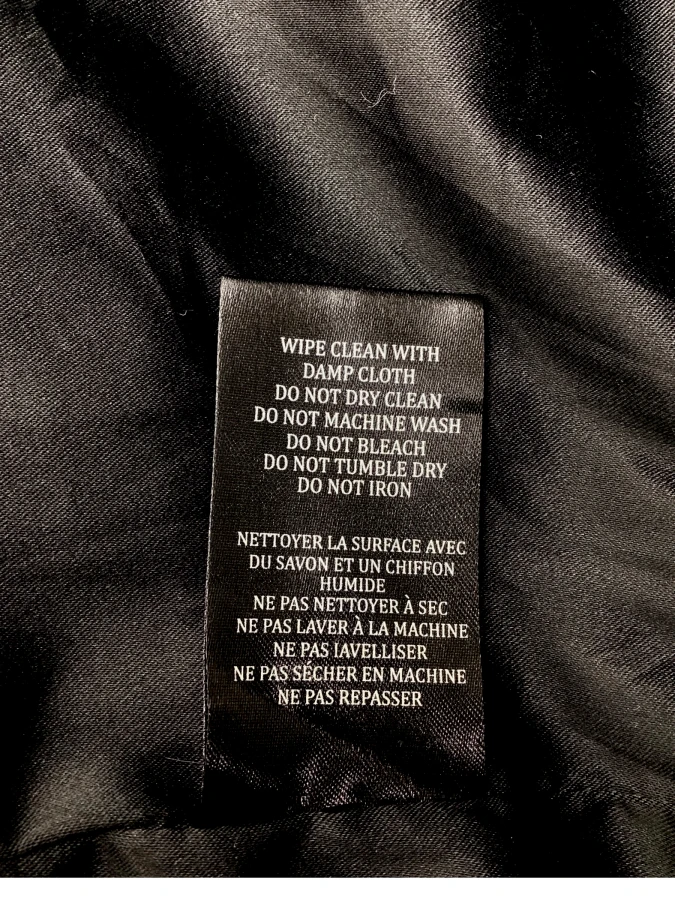 WIPE CLEAN WITH
DAMP CLOTH
DO NOT DRY CLEAN
DO NOT MACHINE WASH
DO NOT BLEACH
DO NOT TUMBLE DRY
DO NOT IRON
NETTOYER LA SURFACE AVEC
DU SAVON ET UN CHIFFON
HUMIDE
NE PAS NETTOYER À SEC
NE PAS LAVER À LA MACHINE
NE PAS IAVELLISER
NE PAS SÉCHER EN MACHINE
NE PAS REPASSER